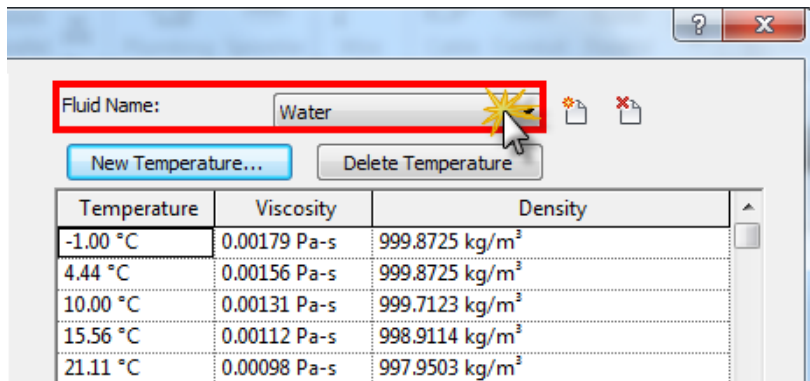 Fluid Name: Water
New Temperature... Delete Temperature
Temperature Viscosity Density
-1.00 °C 0.00179 Pa-s 999.8725 kg/m³
4.44 °C 0.00156 Pa-s 999.8725 kg/m³
10.00 °C 0.00131 Pa-s 999.7123 kg/m³
15.56 °C 0.00112 Pa-s 998.9114 kg/m³
21.11 °C 0.00098 Pa-s 997.9503 kg/m³